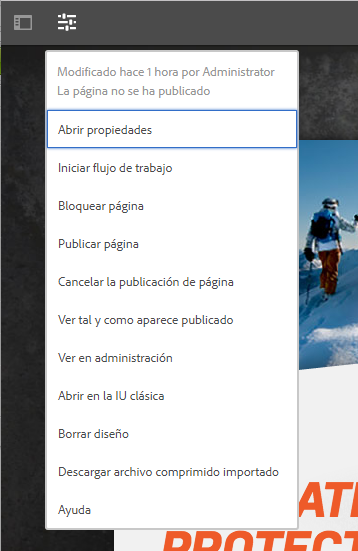 Modificado hace 1 hora por Administrator
La página no se ha publicado
Abrir propiedades
Iniciar flujo de trabajo
Bloquear página
Publicar página
Cancelar la publicación de página
Ver tal y como aparece publicado
Ver en administración
Abrir en la IU clásica
Borrar diseño
Descargar archivo comprimido importado
Ayuda